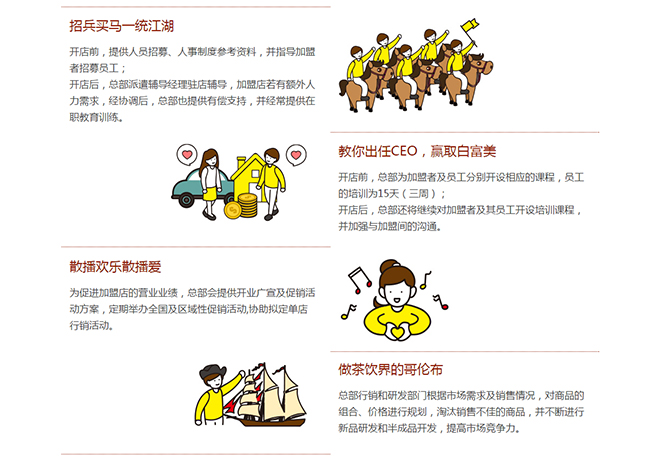 招兵买马一统江湖
开店前，提供人员招募、人事制度参考资料，并指导加盟
者招募员工；
开店后，总部派遣辅导经理驻店辅导，加盟店若有额外人
力需求，经协调后，总部也提供有偿支持，并经常提供在
职教育训练。
教你出任CEO，赢取白富美
开店前，总部为加盟者及员工分别开设相应的课程，员工
的培训为15天（三周）；
开店后，总部还将继续对加盟者及其员工开设培训课程，
并加强与加盟间的沟通。
散播欢乐散播爱
为促进加盟店的营业业绩，总部会提供开业广宣及促销活
动方案，定期举办全国及区域性促销活动,协助拟定单店
行销活动。
做茶饮界的哥伦布
总部行销和研发部门根据市场需求及销售情况，对商品的
组合、价格进行规划，淘汰销售不佳的商品，并不断进行
新品研发和半成品开发，提高市场竞争力。